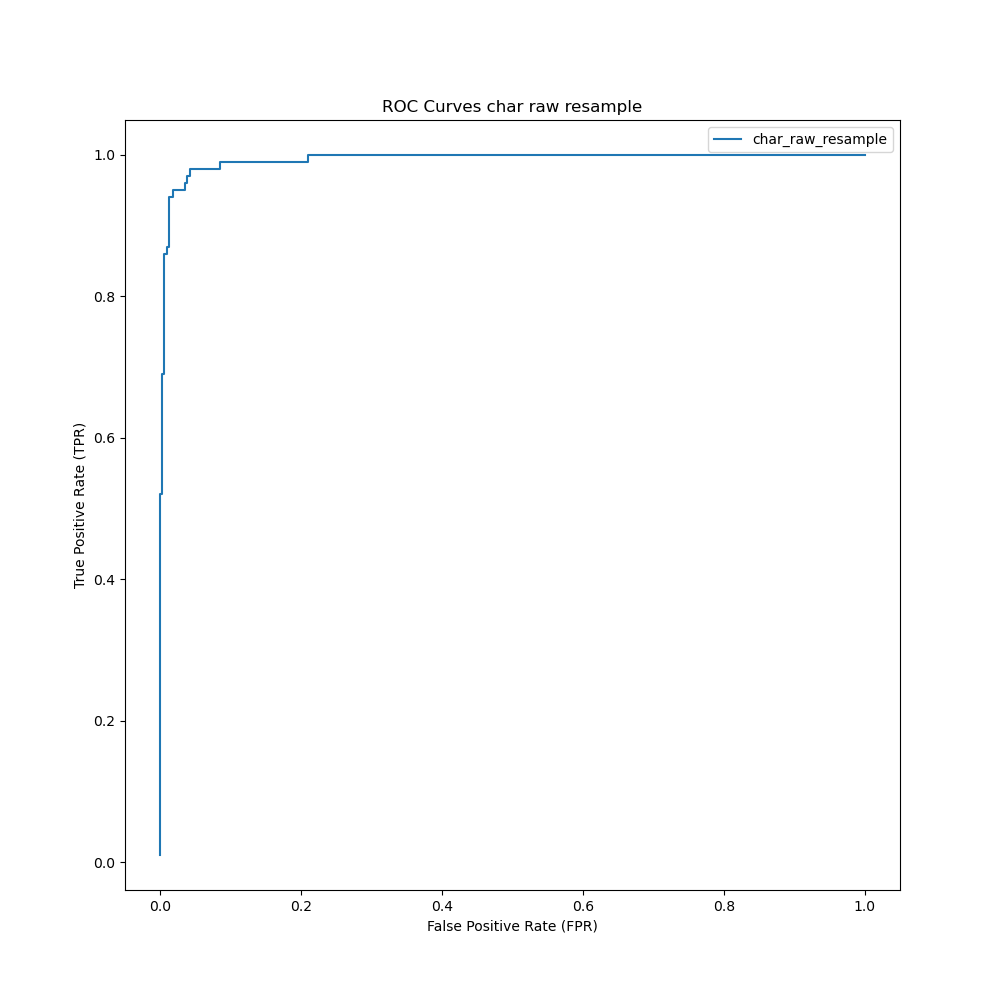 ROC Curves char raw resample
char_raw_resample
1.0
0.8
0.6
0.4
0.2
0.0
True Positive Rate (TPR)
0.0 0.2 0.4 0.6 0.8 1.0
False Positive Rate (FPR)